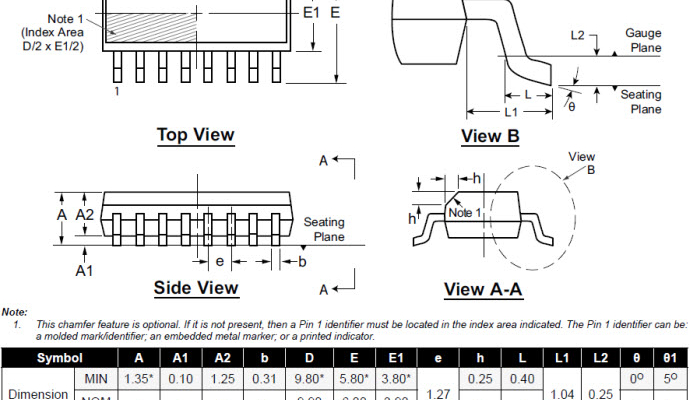 E1 E
Note 1
(Index Area
D/2 x E1/2)
1
Top View
L2
Gauge
Plane
Seating
Plane
L
θ
L1
View B
A
A A2
A1
Seating
Plane
e
b
Side View
A
h
h
Note 1
View
B
View A-A
Note:
1. This chamfer feature is optional. If it is not present, then a Pin 1 identifier must be located in the index area indicated. The Pin 1 identifier can be:
a molded mark/identifier; an embedded metal marker; or a printed indicator.
Symbol A A1 A2 b D E E1 e h L L1 L2 θ θ1
MIN 1.35* 0.10 1.25 0.31 9.80* 5.80* 3.80* 0.25 0.40 0° 5°
Dimension 1.27 1.04 0.25